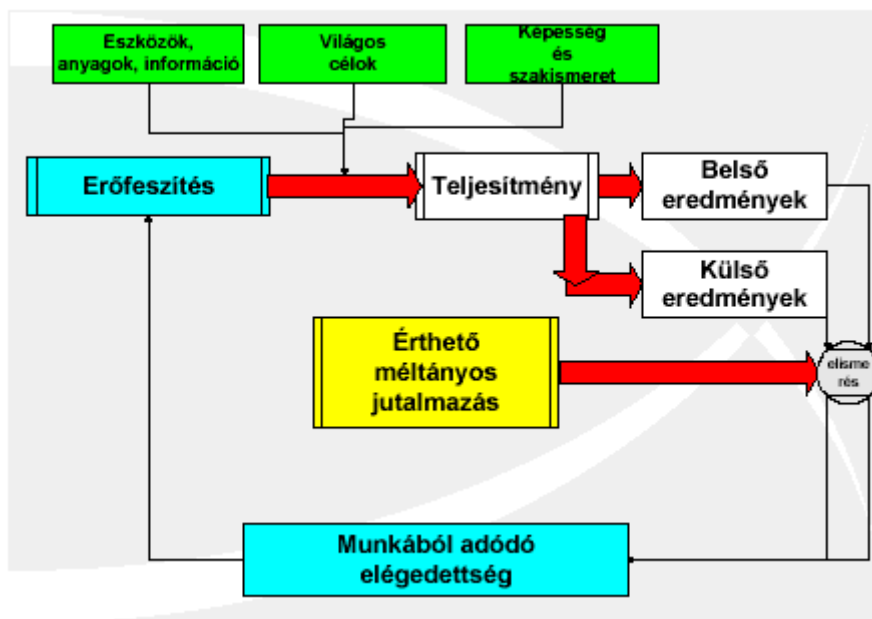 Eszközök,
anyagok, információ
Világos
célok
Képesség
és
szakismeret
Erőfeszítés
Teljesítmény
Belső
eredmények
Külső
eredmények
Érthető
méltányos
jutalmazás
elisme
rés
Munkából adódó
elégedettség